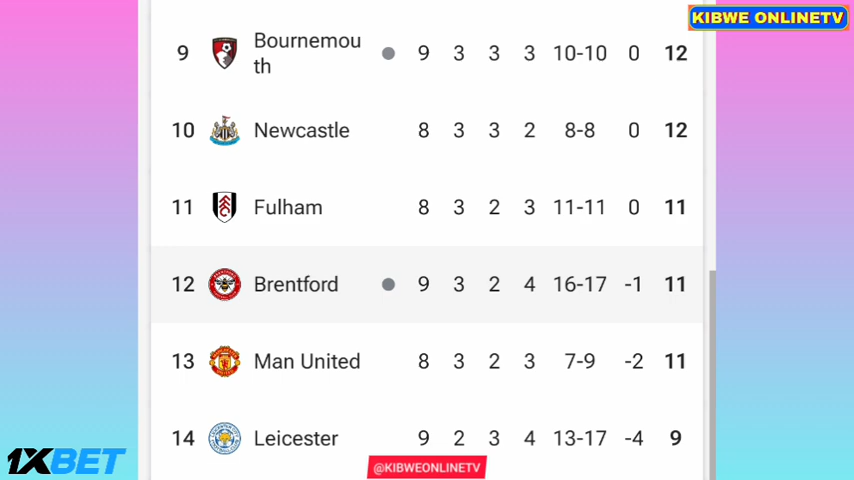 KIBWE ONLINETV
9 Bournemou
th 9 3 3 3 10-10 0 12
10 Newcastle 8 3 3 2 8-8 0 12
11 Fulham 8 3 2 3 11-11 0 11
12 Brentford 9 3 2 4 16-17 -1 11
13 Man United 8 3 2 3 7-9 -2 11
14 Leicester 9 2 3 4 13-17 -4 9
1XBET
@KIBWEONLINETV